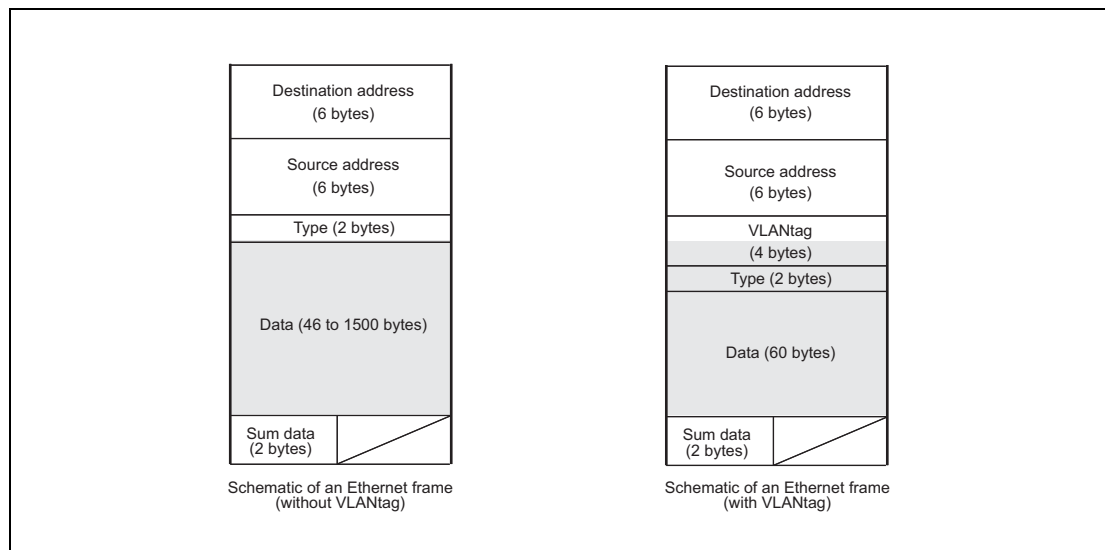 Destination address
(6 bytes)
Source address
(6 bytes)
Type (2 bytes)
Data (46 to 1500 bytes)
Sum data
(2 bytes)
Schematic of an Ethernet frame
(without VLANtag)
Destination address
(6 bytes)
Source address
(6 bytes)
VLANtag
(4 bytes)
Type (2 bytes)
Data (60 bytes)
Sum data
(2 bytes)
Schematic of an Ethernet frame
(with VLANtag)